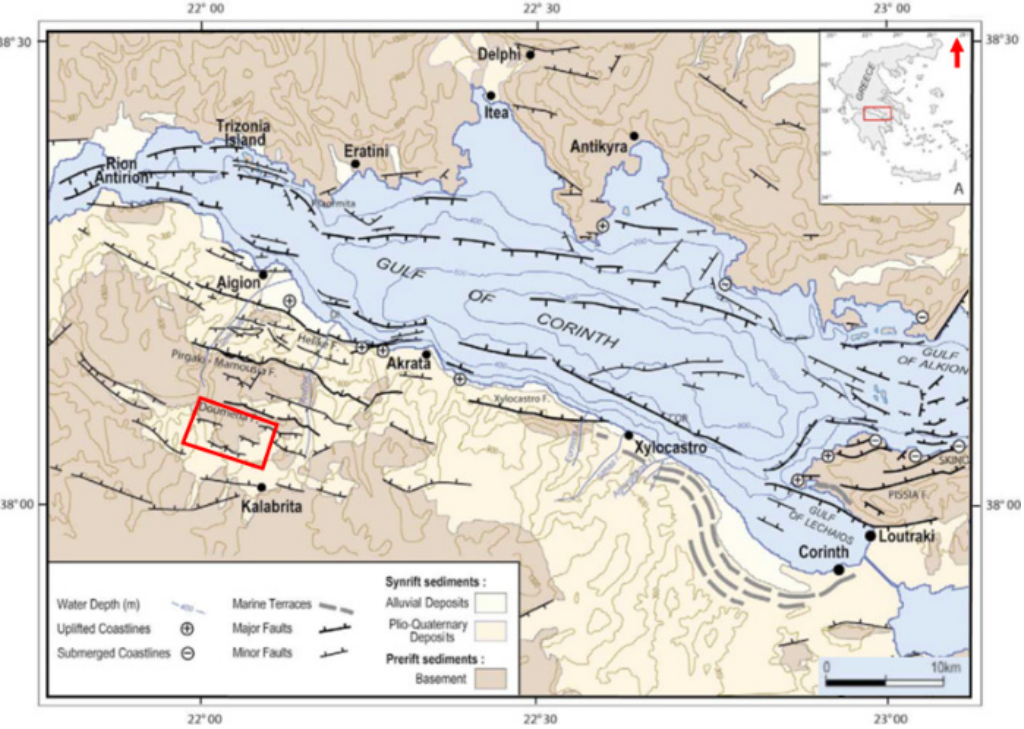 22° 00
22° 30
23° 00
38° 30
38° 30
Delphi
Itea
Trizonia
Island
Eratini
Antikyra
Rion
Antirion
GREECE
A
Aigion
GULF
OF
CORINTH
Helike F.
Pirgaki - Mamousia F.
Akrata
GULF
OF ALKION
Xylocastro F.
Doumena F.
Xylocastro
Kalabrita
38° 00
38° 00
SKINO
PISSIA F.
GULF
OF LECHAIOS
Loutraki
Corinth
Water Depth (m)
-400
Marine Terraces
Uplifted Coastlines
Major Faults
Submerged Coastlines
Minor Faults
Synrift sediments :
Alluvial Deposits
Plio-Quaternary
Deposits
Prerift sediments :
Basement
0
10km
22° 00
22° 30
23° 00